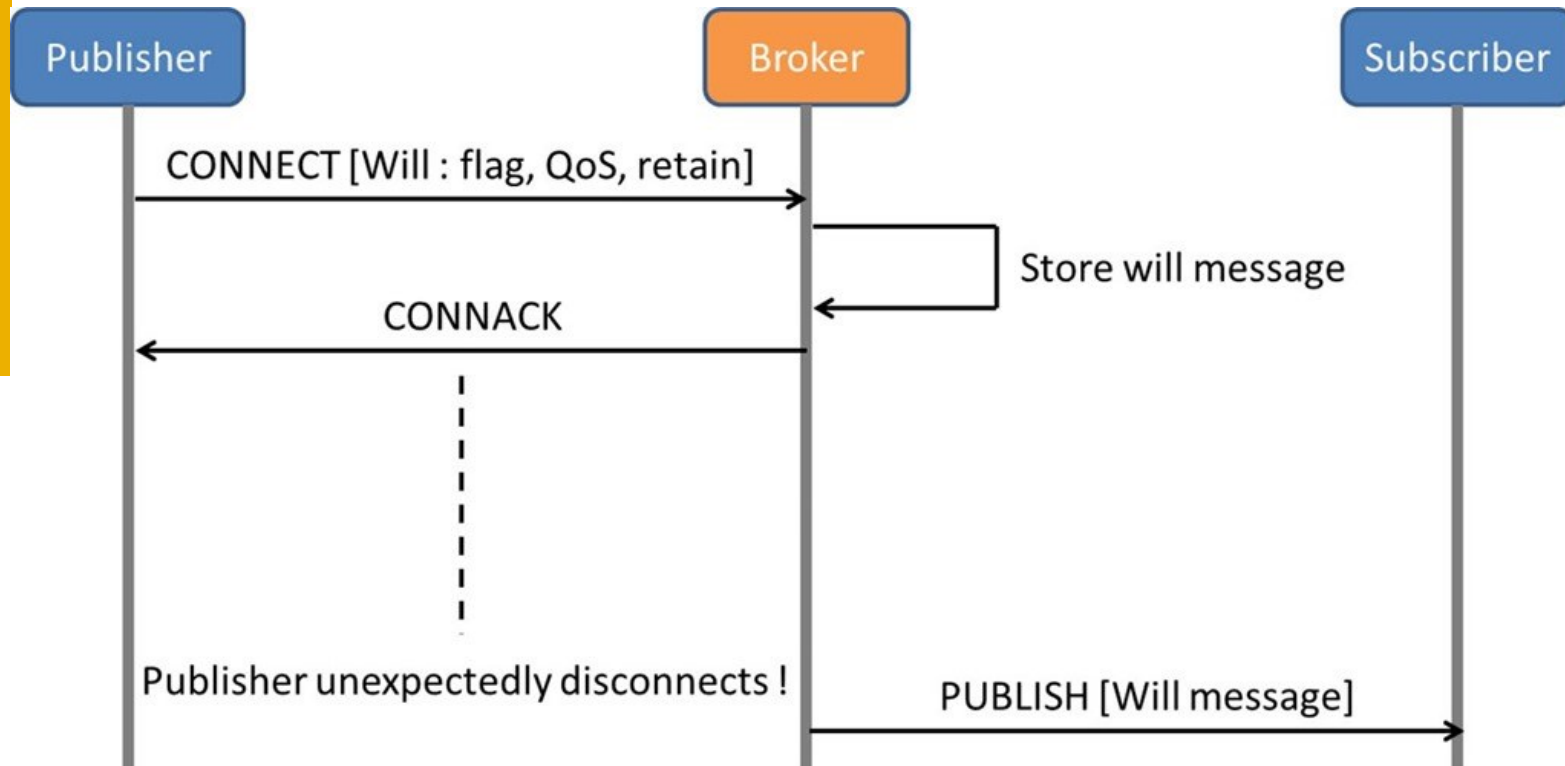 Publisher
Broker
Subscriber
CONNECT [Will : flag, QoS, retain]
Store will message
CONNACK
Publisher unexpectedly disconnects !
PUBLISH [Will message]